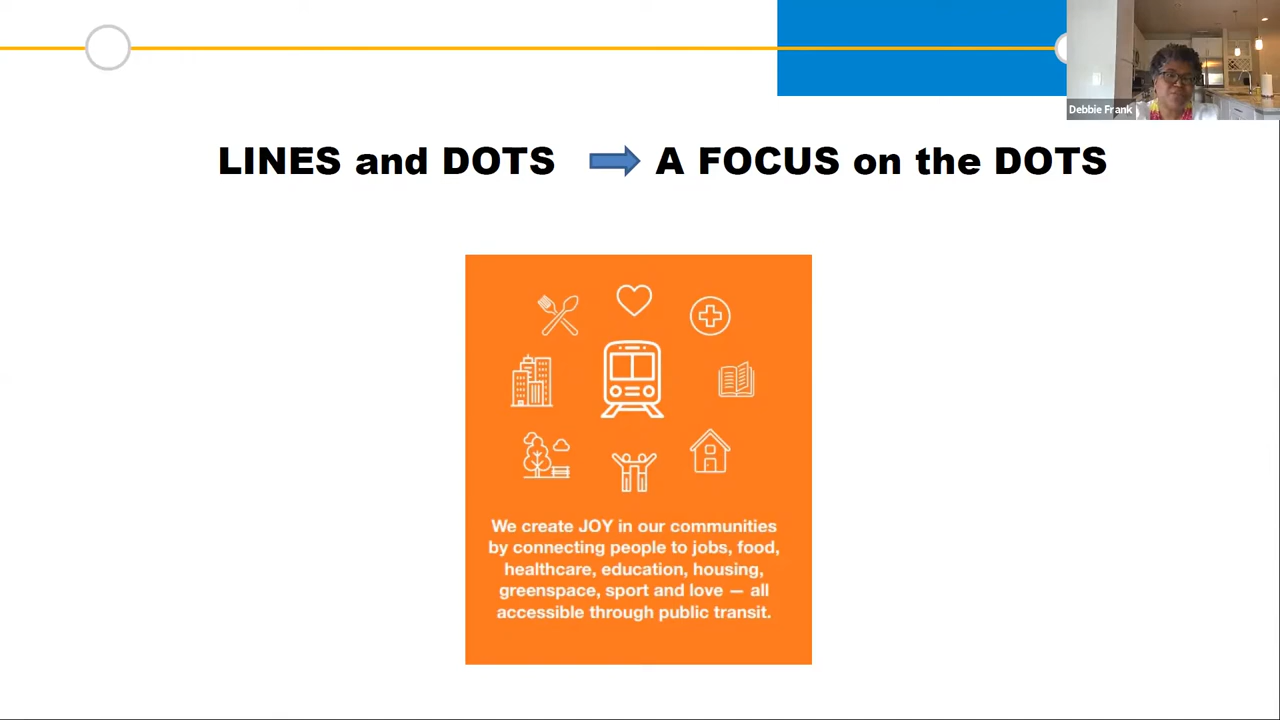 Debbie Frank
LINES and DOTS A FOCUS on the DOTS
We create JOY in our communities
by connecting people to jobs, food,
healthcare, education, housing,
greenspace, sport and love — all
accessible through public transit.